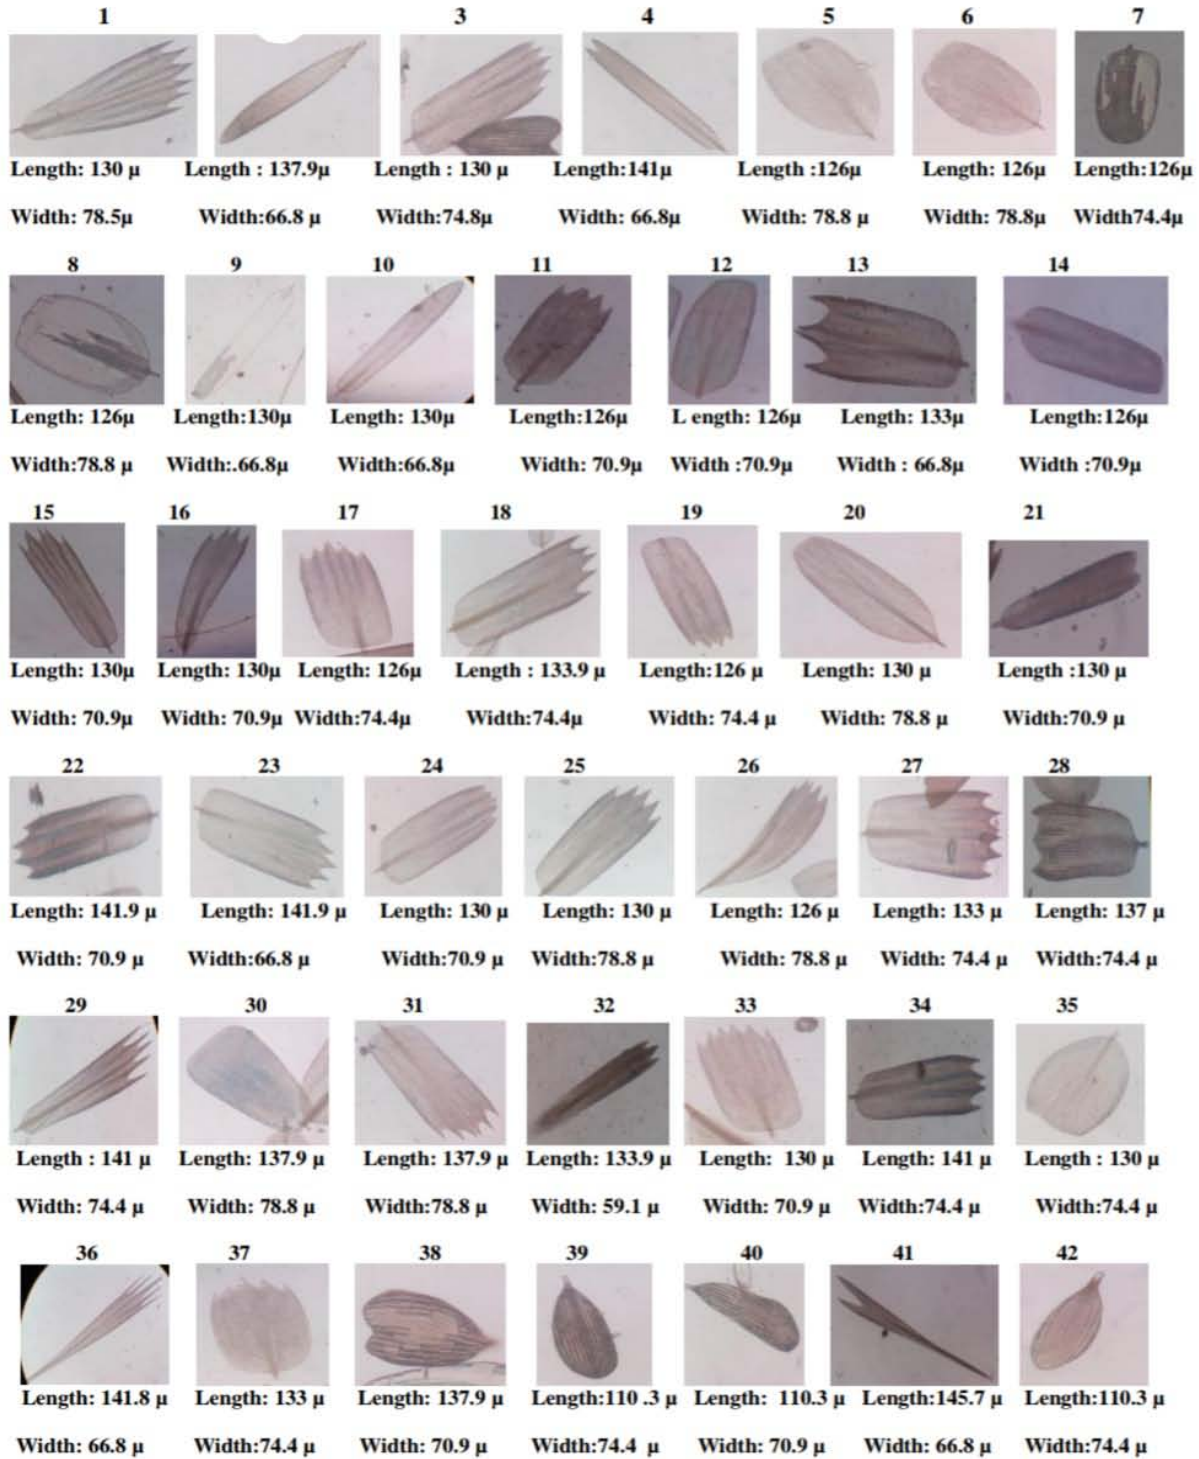 1 3 4 5 6 7
Length: 130 µ Length : 137.9µ Length : 130 µ Length:141µ Length :126µ Length: 126µ Length:126µ
Width: 78.5µ Width:66.8 µ Width:74.8µ Width: 66.8µ Width: 78.8 µ Width:78.8µ Width74.4µ
8 9 10 11 12 13 14
Length: 126µ Length:130µ Length: 130µ Length:126µ L ength: 126µ Length: 133µ Length:126µ
Width:78.8 µ Width:.66.8µ Width:66.8µ Width: 70.9µ Width :70.9µ Width : 66.8µ Width :70.9µ
15 16 17 18 19 20 21
Length: 130µ Length: 130µ Length: 126µ Length : 133.9 µ Length:126 µ Length: 130 µ Length :130 µ
Width: 70.9µ Width: 70.9µ Width:74.4µ Width:74.4µ Width: 74.4 µ Width: 78.8 µ Width:70.9 µ
22 23 24 25 26 27 28
Length: 141.9 µ Length: 141.9 µ Length: 130 µ Length: 130 µ Length: 126 µ Length: 133 µ Length: 137 µ
Width: 70.9 µ Width:66.8 µ Width:70.9 µ Width:78.8 µ Width: 78.8 µ Width: 74.4 µ Width:74.4 µ
29 30 31 32 33 34 35
Length : 141 µ Length: 137.9 µ Length: 137.9 µ Length: 133.9 µ Length: 130 µ Length: 141 µ Length : 130 µ
Width: 74.4 µ Width: 78.8 µ Width:78.8 µ Width: 59.1 µ Width: 70.9 µ Width:74.4 µ Width:74.4 µ
36 37 38 39 40 41 42
Length: 141.8 µ Length: 133 µ Length: 137.9 µ Length:110 .3 µ Length: 110.3 µ Length:145.7 µ Length:110.3 µ
Width: 66.8 µ Width:74.4 µ Width: 70.9 µ Width:74.4 µ Width: 70.9 µ Width: 66.8 µ Width:74.4 µ